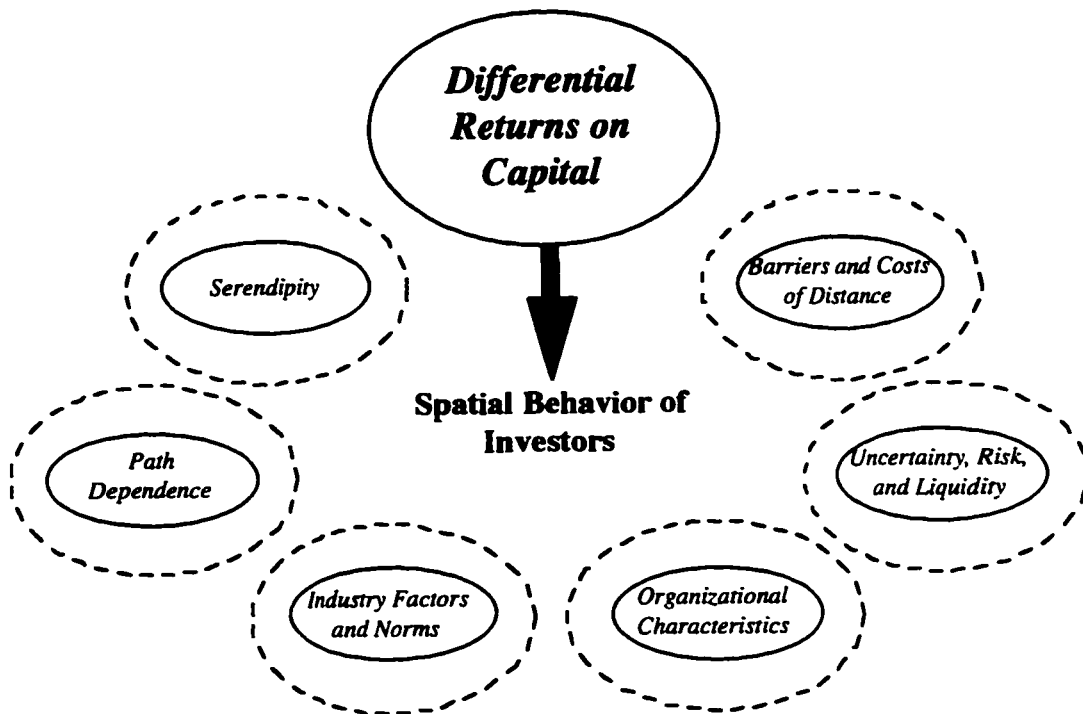 Differential
Returns on
Capital
Serendipity
Barriers and Costs
of Distance
Spatial Behavior of
Investors
Path
Dependence
Uncertainty, Risk,
and Liquidity
Industry Factors
and Norms
Organizational
Characteristics